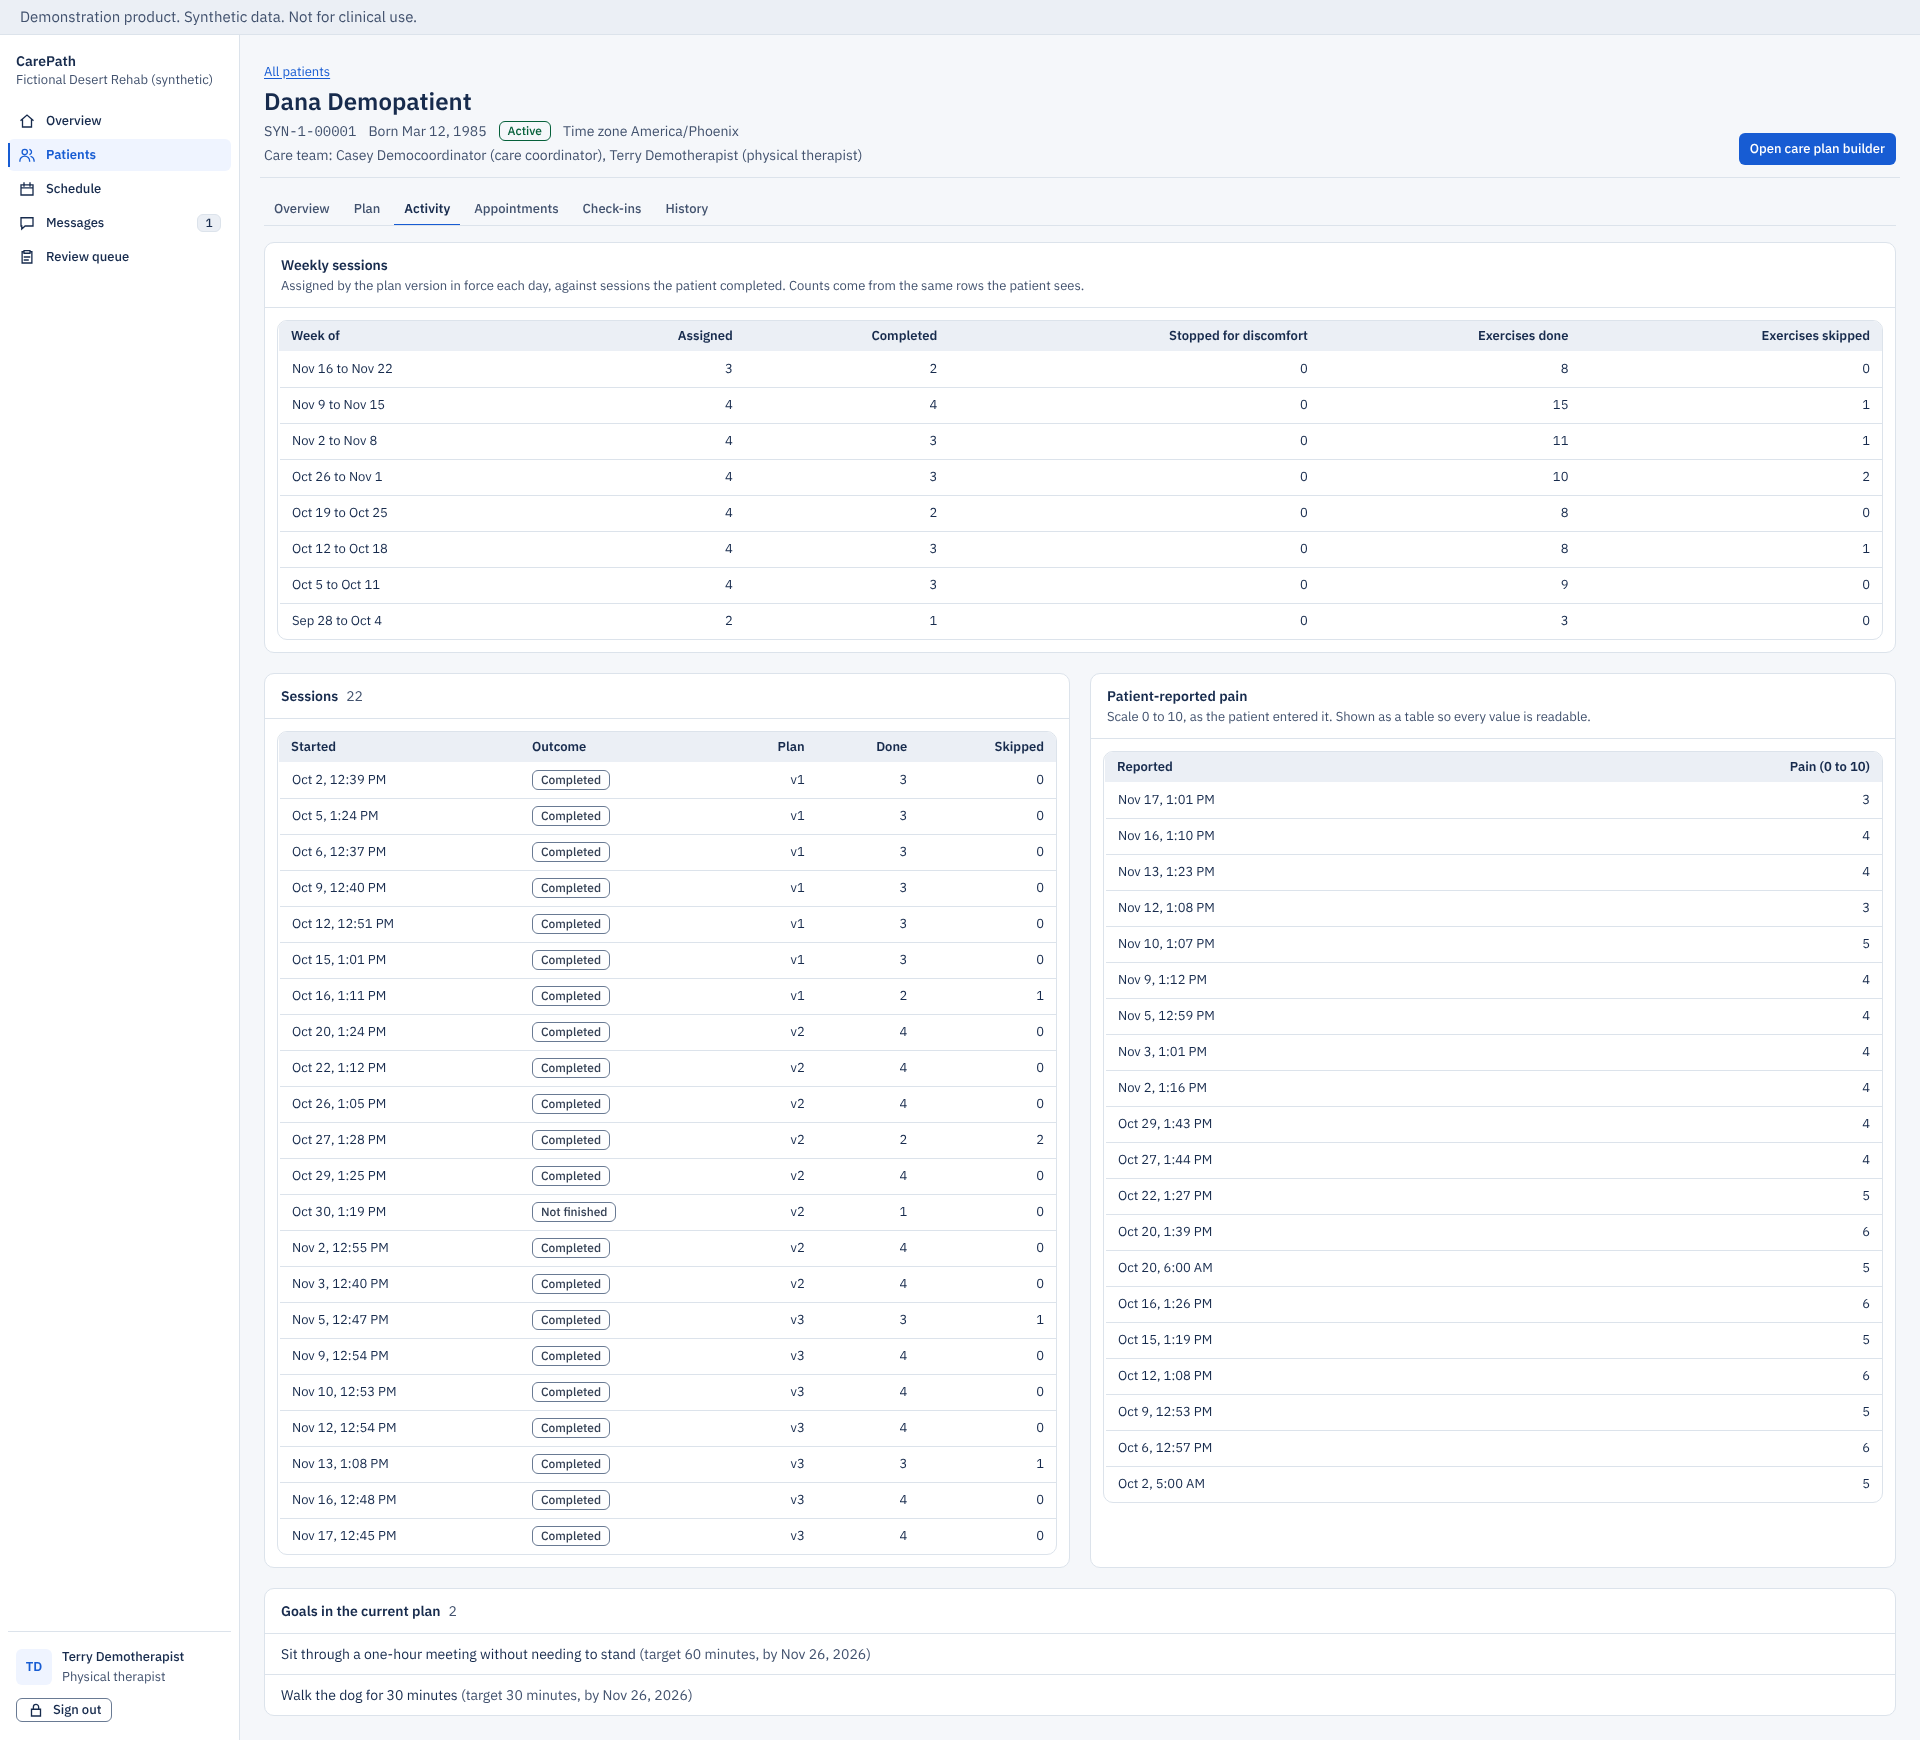 Demonstration product. Synthetic data. Not for clinical use.
CarePath
Fictional Desert Rehab (synthetic)
Overview
Patients
Schedule
Messages 1
Review queue
All patients
Dana Demopatient
SYN-1-00001 Born Mar 12, 1985 Active Time zone America/Phoenix
Care team: Casey Democoordinator (care coordinator), Terry Demotherapist (physical therapist)
Open care plan builder
Overview Plan Activity Appointments Check-ins History
Weekly sessions
Assigned by the plan version in force each day, against sessions the patient completed. Counts come from the same rows the patient sees.
Week of Assigned Completed Stopped for discomfort Exercises done Exercises skipped
Nov 16 to Nov 22 3 2 0 8 0
Nov 9 to Nov 15 4 4 0 15 1
Nov 2 to Nov 8 4 3 0 11 1
Oct 26 to Nov 1 4 3 0 10 2
Oct 19 to Oct 25 4 2 0 8 0
Oct 12 to Oct 18 4 3 0 8 1
Oct 5 to Oct 11 4 3 0 9 0
Sep 28 to Oct 4 2 1 0 3 0
Sessions 22
Started Outcome Plan Done Skipped
Oct 2, 12:39 PM Completed v1 3 0
Oct 5, 1:24 PM Completed v1 3 0
Oct 6, 12:37 PM Completed v1 3 0
Oct 9, 12:40 PM Completed v1 3 0
Oct 12, 12:51 PM Completed v1 3 0
Oct 15, 1:01 PM Completed v1 3 0
Oct 16, 1:11 PM Completed v1 2 1
Oct 20, 1:24 PM Completed v2 4 0
Oct 22, 1:12 PM Completed v2 4 0
Oct 26, 1:05 PM Completed v2 4 0
Oct 27, 1:28 PM Completed v2 2 2
Oct 29, 1:25 PM Completed v2 4 0
Oct 30, 1:19 PM Not finished v2 1 0
Nov 2, 12:55 PM Completed v2 4 0
Nov 3, 12:40 PM Completed v2 4 0
Nov 5, 12:47 PM Completed v3 3 1
Nov 9, 12:54 PM Completed v3 4 0
Nov 10, 12:53 PM Completed v3 4 0
Nov 12, 12:54 PM Completed v3 4 0
Nov 13, 1:08 PM Completed v3 3 1
Nov 16, 12:48 PM Completed v3 4 0
Nov 17, 12:45 PM Completed v3 4 0
Patient-reported pain
Scale 0 to 10, as the patient entered it. Shown as a table so every value is readable.
Reported Pain (0 to 10)
Nov 17, 1:01 PM 3
Nov 16, 1:10 PM 4
Nov 13, 1:23 PM 4
Nov 12, 1:08 PM 3
Nov 10, 1:07 PM 5
Nov 9, 1:12 PM 4
Nov 5, 12:59 PM 4
Nov 3, 1:01 PM 4
Nov 2, 1:16 PM 4
Oct 29, 1:43 PM 4
Oct 27, 1:44 PM 4
Oct 22, 1:27 PM 5
Oct 20, 1:39 PM 6
Oct 20, 6:00 AM 5
Oct 16, 1:26 PM 6
Oct 15, 1:19 PM 5
Oct 12, 1:08 PM 6
Oct 9, 12:53 PM 5
Oct 6, 12:57 PM 6
Oct 2, 5:00 AM 5
Goals in the current plan 2
Sit through a one-hour meeting without needing to stand (target 60 minutes, by Nov 26, 2026)
Walk the dog for 30 minutes (target 30 minutes, by Nov 26, 2026)
TD
Terry Demotherapist
Physical therapist
Sign out